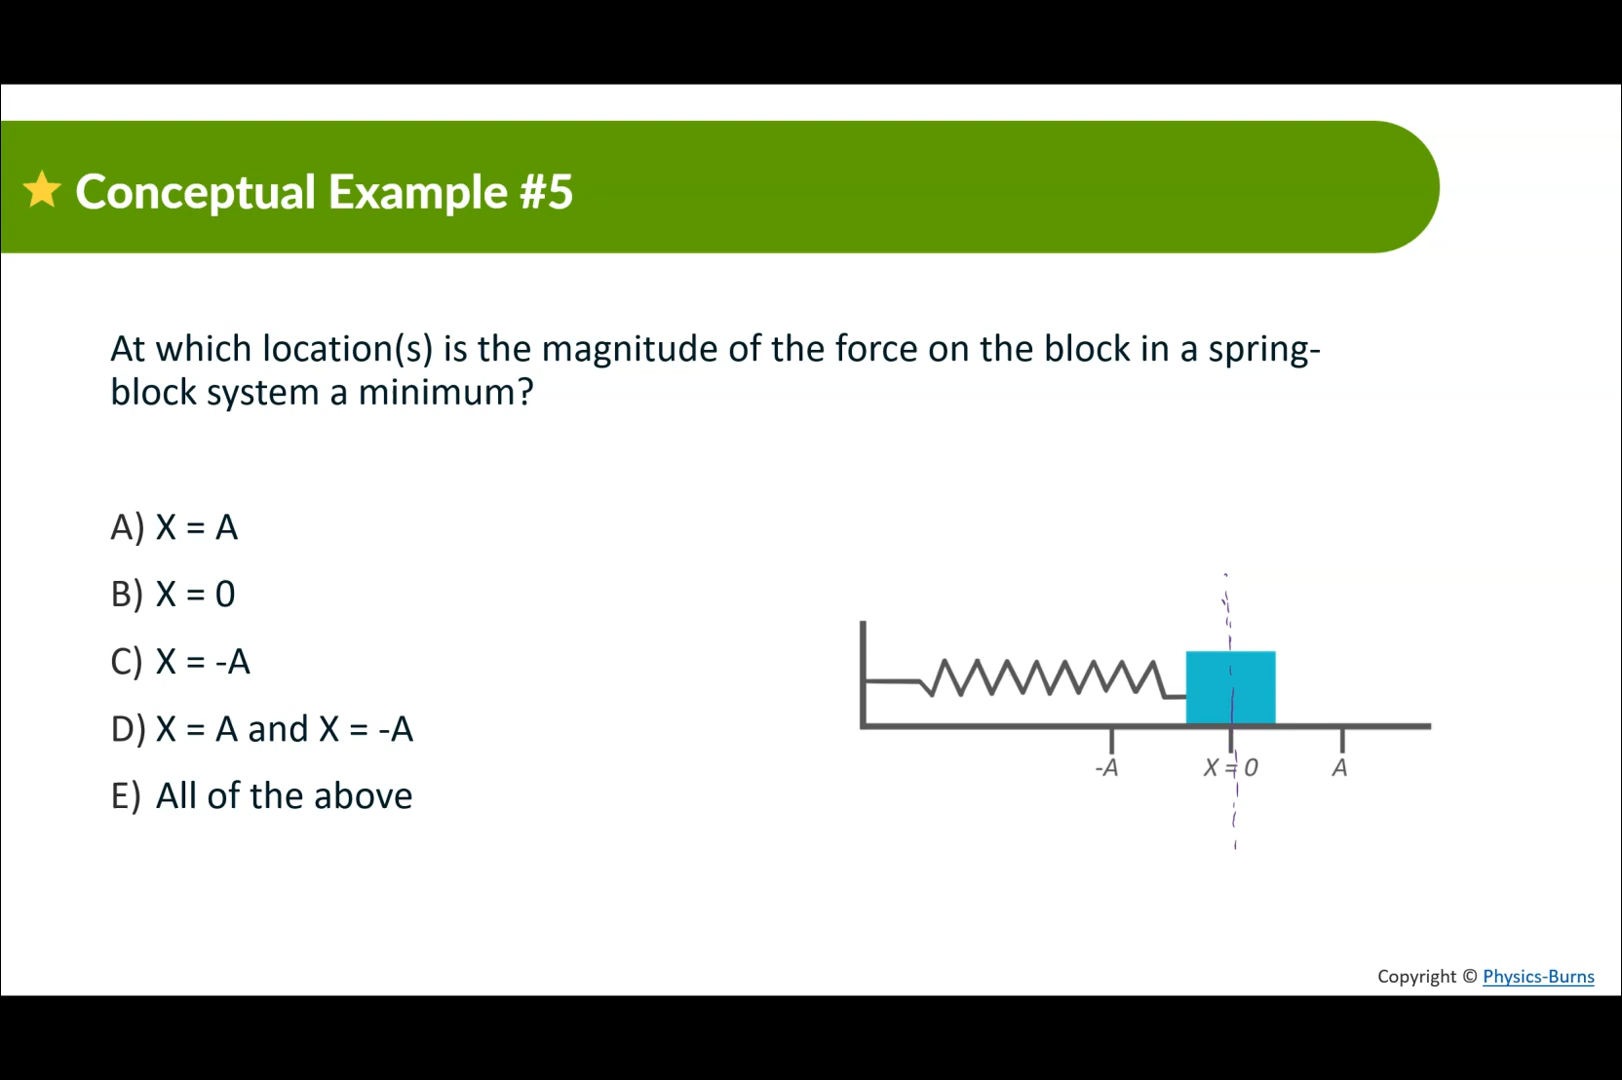 Conceptual Example #5
At which location(s) is the magnitude of the force on the block in a spring-
block system a minimum?
A) X = A
B) X = 0
C) X = -A
D) X = A and X = -A
E) All of the above
-A
X = 0
A
Copyright © Physics-Burns